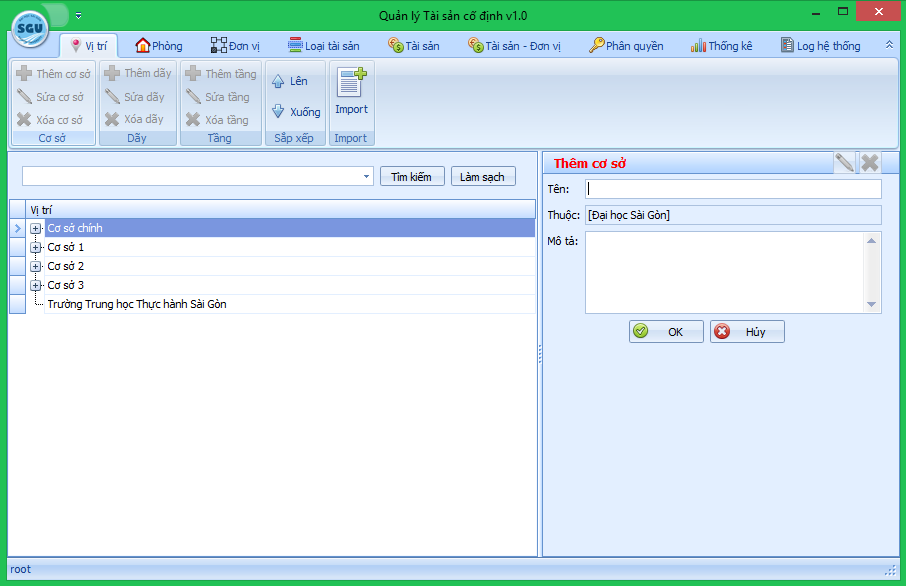 Quản lý Tài sản cố định v1.0
SGU
Vị trí Phòng Đơn vị Loại tài sản Tài sản Tài sản - Đơn vị Phân quyền Thống kê Log hệ thống
Thêm cơ sở Thêm dãy Thêm tầng Lên
Sửa cơ sở Sửa dãy Sửa tầng Import
Xóa cơ sở Xóa dãy Xóa tầng Xuống
Cơ sở Dãy Tầng Sắp xếp Import
Tìm kiếm Làm sạch
Vị trí
Cơ sở chính
Cơ sở 1
Cơ sở 2
Cơ sở 3
Trường Trung học Thực hành Sài Gòn
Thêm cơ sở
Tên:
Thuộc: [Đại học Sài Gòn]
Mô tả:
OK Hủy
root